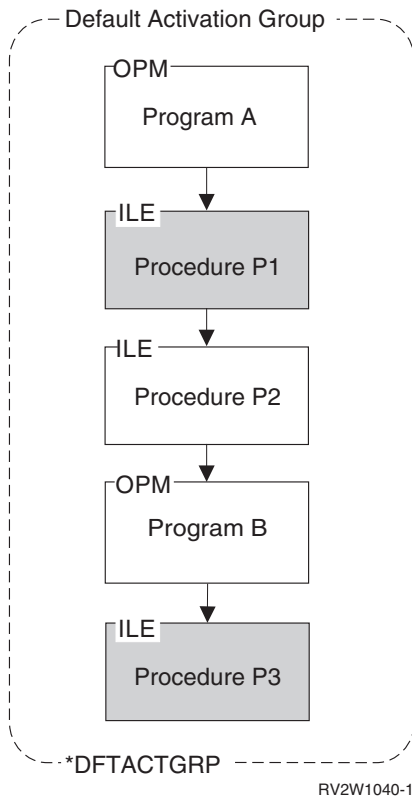 Default Activation Group
OPM
Program A
ILE
Procedure P1
ILE
Procedure P2
OPM
Program B
ILE
Procedure P3
*DFTACTGRP
RV2W1040-1